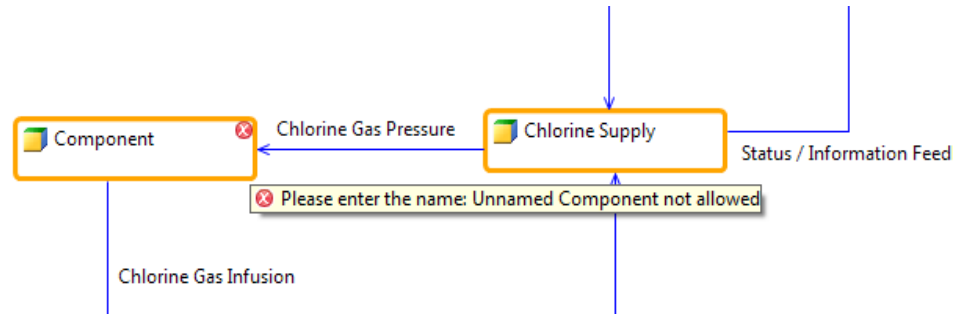 Component
Chlorine Gas Pressure
Chlorine Supply
Status / Information Feed
Please enter the name: Unnamed Component not allowed
Chlorine Gas Infusion